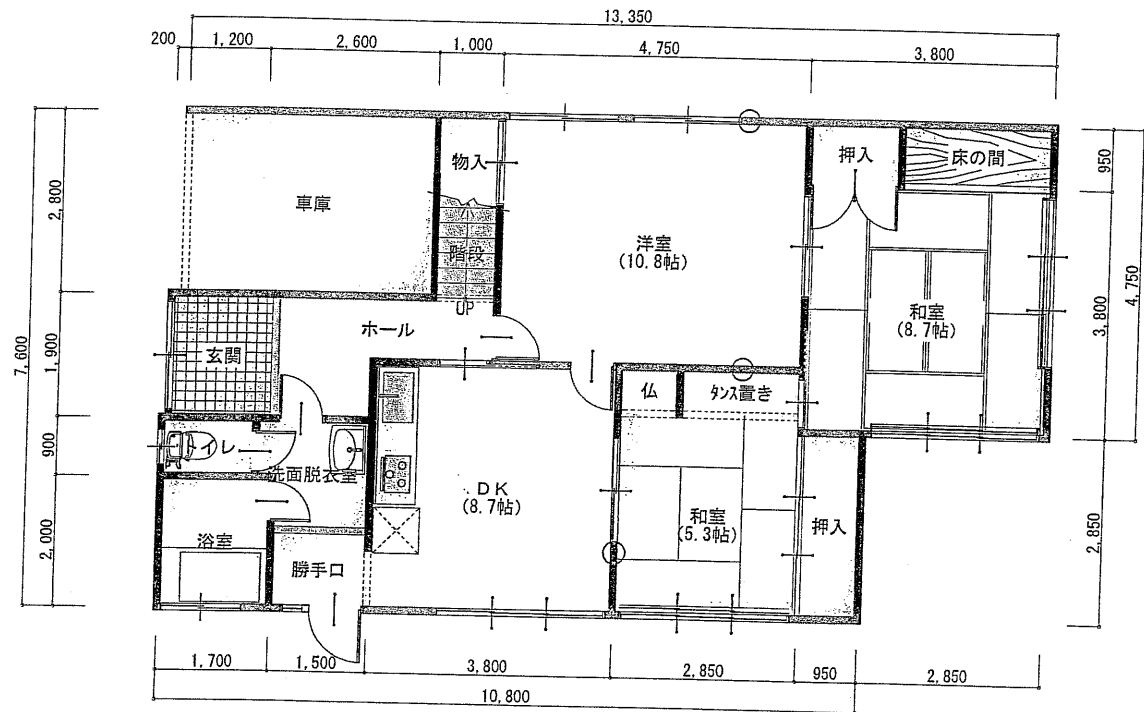 13,350
200
1,200
2,600
1,000
4,750
3,800
7,600
2,800
1,900
900
2,000
車庫
物入
階段
UP
洋室
(10.8帖)
押入
床の間
950
3,800
4,750
和室
(8.7帖)
ホール
玄関
仏
タンス置き
イレ
洗面脱衣室
DK
(8.7帖)
和室
(5.3帖)
押入
2,850
浴室
勝手口
1,700
1,500
3,800
2,850
950
2,850
10,800